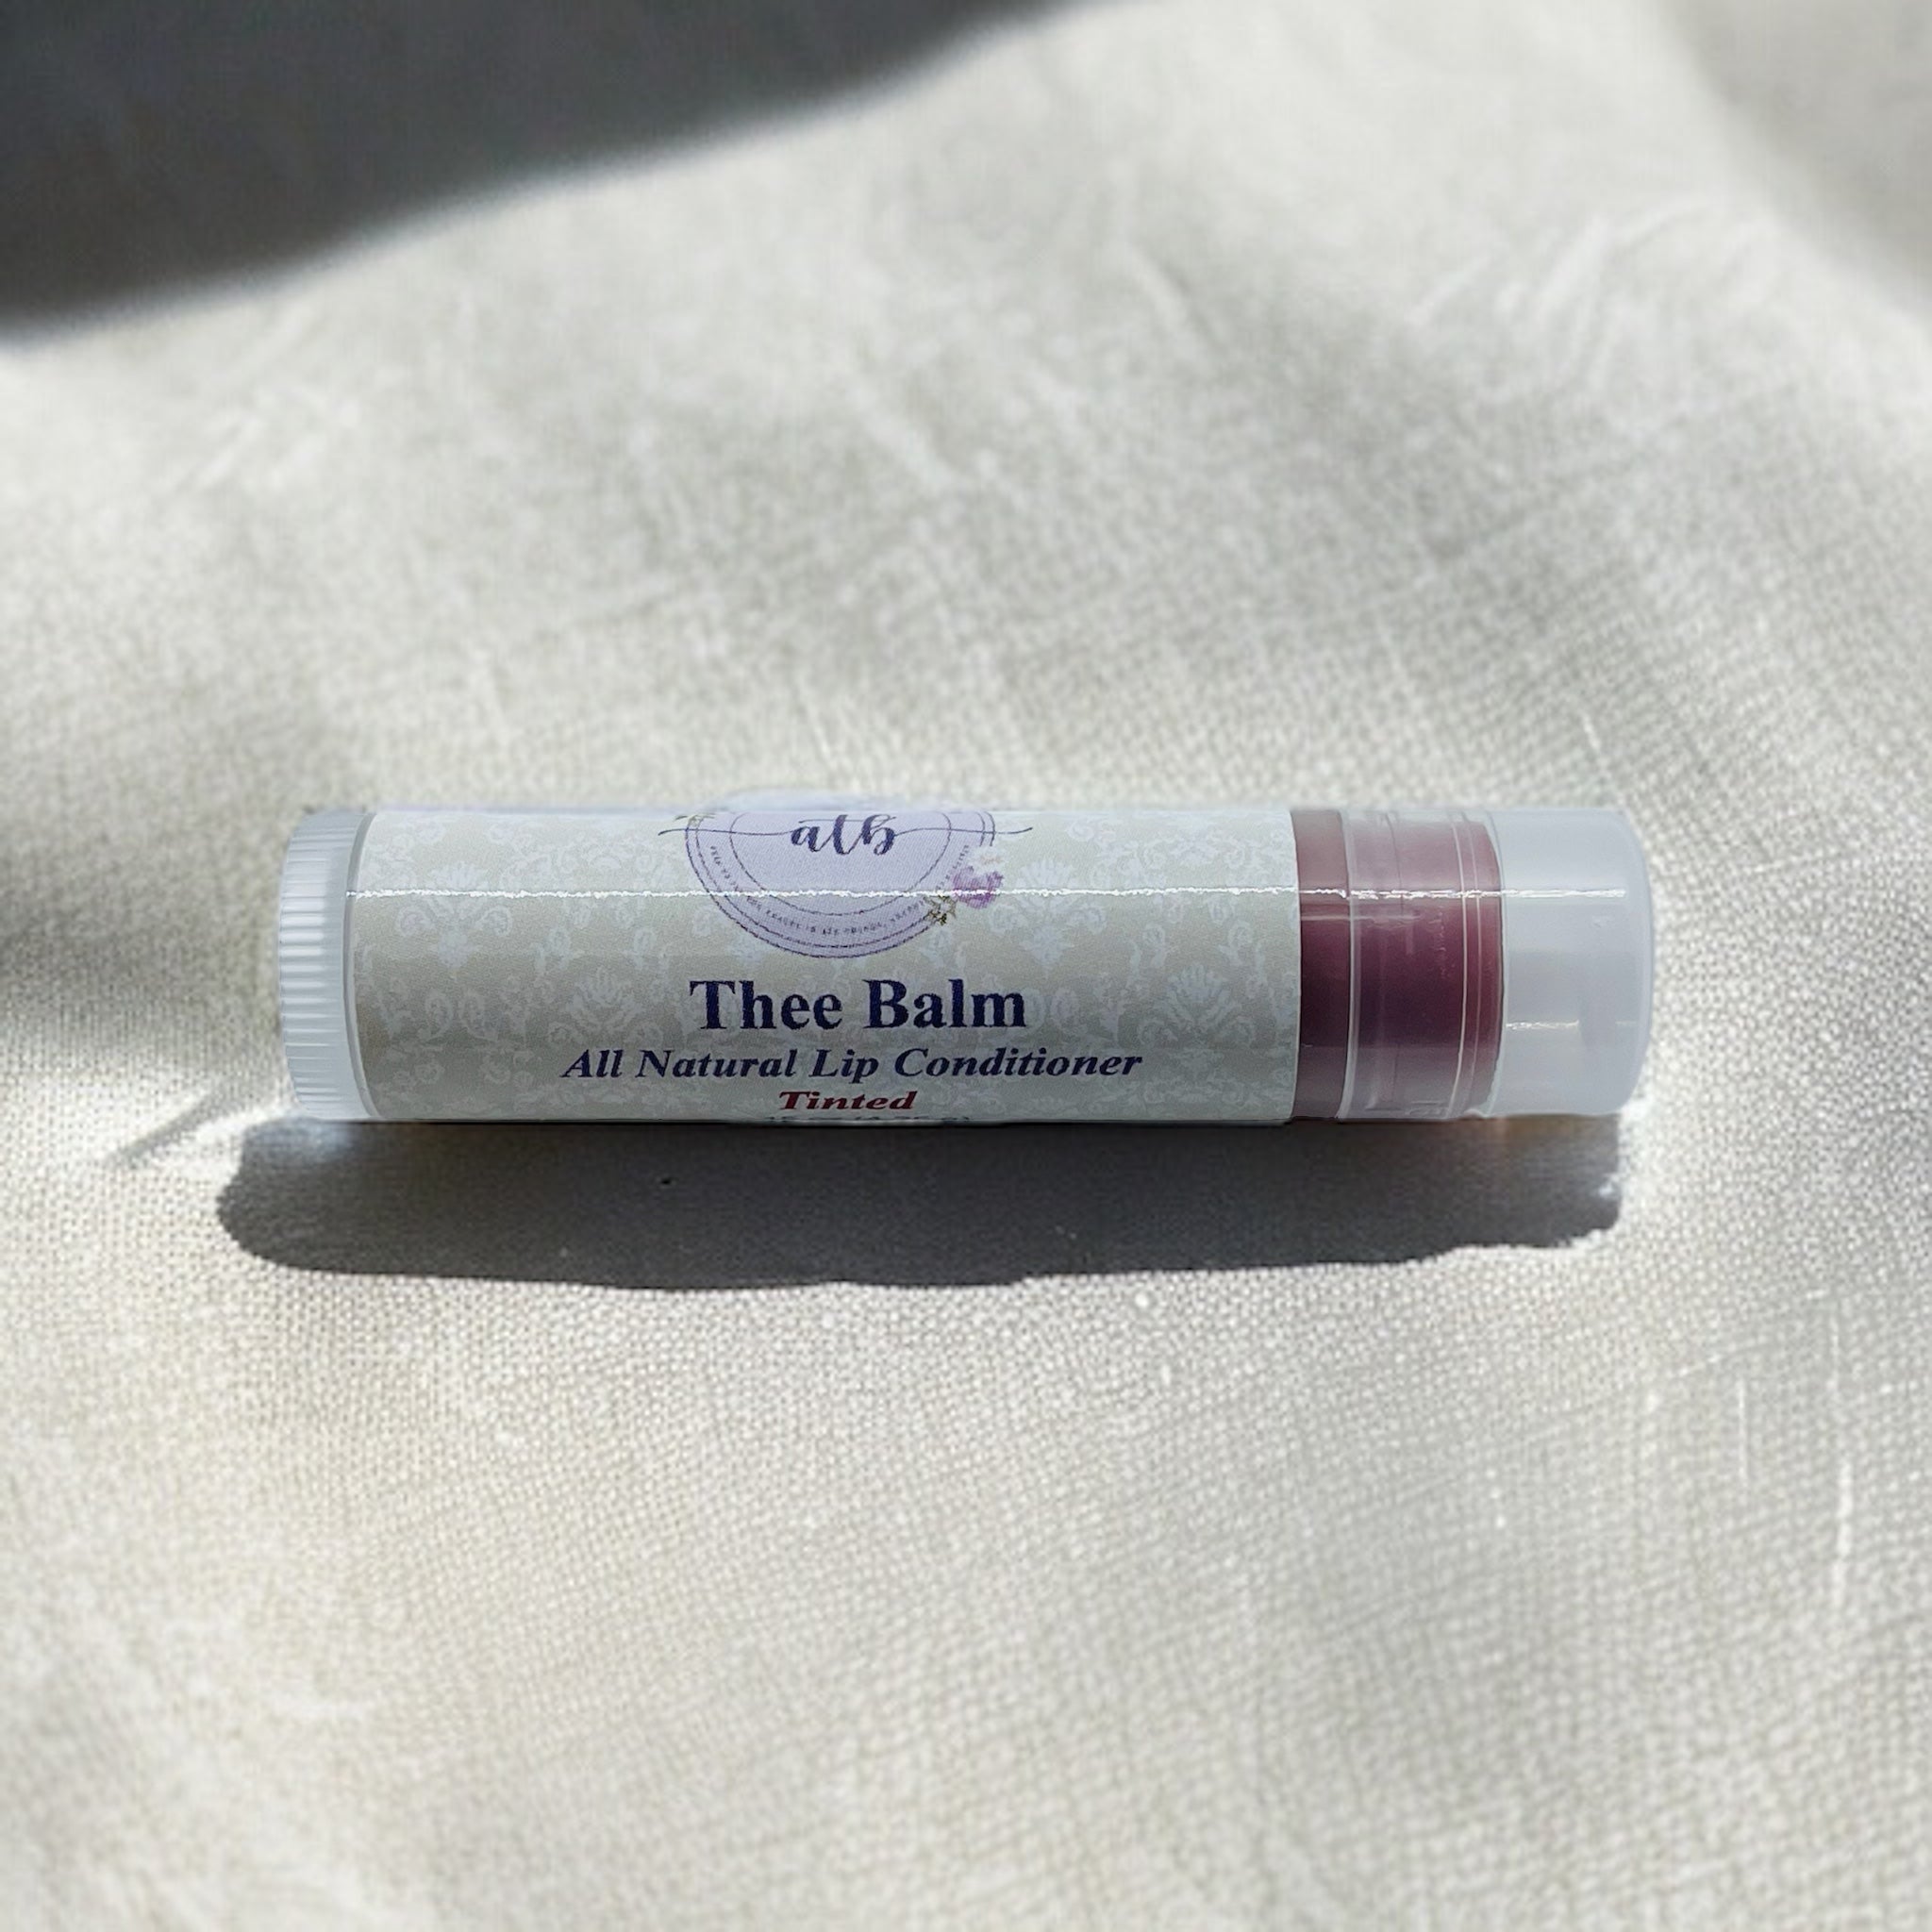 atb
Thee Balm
All Natural Lip Conditioner
Tinted